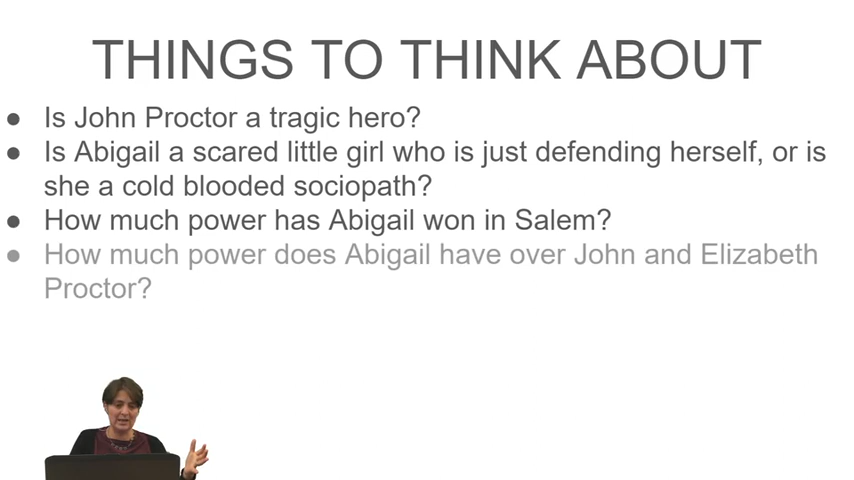 THINGS TO THINK ABOUT
● Is John Proctor a tragic hero?
● Is Abigail a scared little girl who is just defending herself, or is
she a cold blooded sociopath?
● How much power has Abigail won in Salem?
● How much power does Abigail have over John and Elizabeth
Proctor?